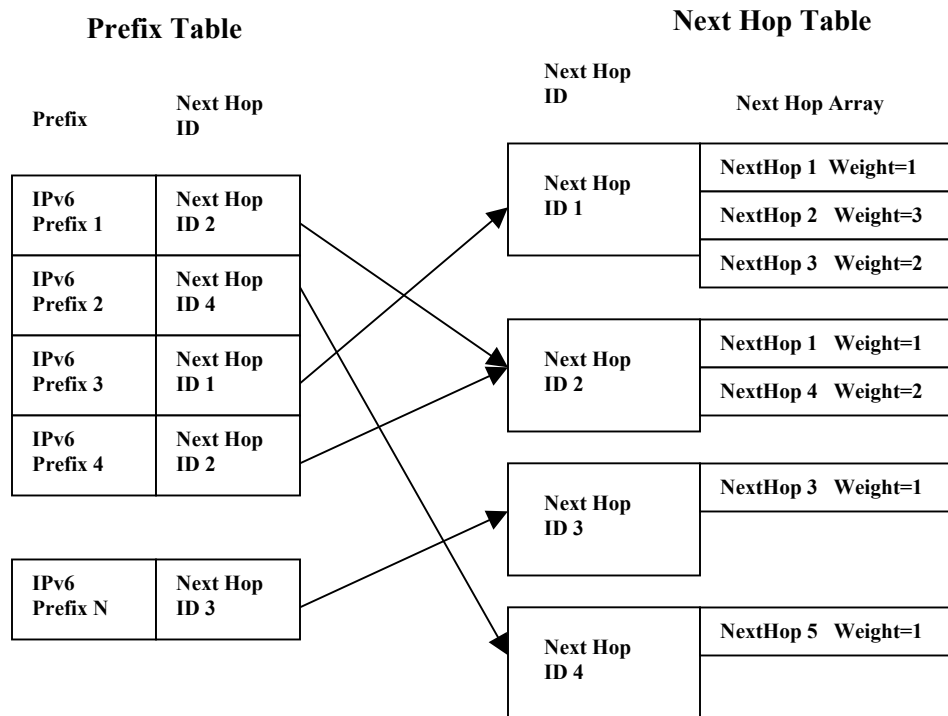 Prefix Table
Next Hop Table
Prefix
Next Hop
ID
Next Hop
ID
Next Hop Array
IPv6
Prefix 1
Next Hop
ID 2
IPv6
Prefix 2
Next Hop
ID 4
IPv6
Prefix 3
Next Hop
ID 1
IPv6
Prefix 4
Next Hop
ID 2
IPv6
Prefix N
Next Hop
ID 3
Next Hop
ID 1
NextHop 1 Weight=1
NextHop 2 Weight=3
NextHop 3 Weight=2
Next Hop
ID 2
NextHop 1 Weight=1
NextHop 4 Weight=2
Next Hop
ID 3
NextHop 3 Weight=1
Next Hop
ID 4
NextHop 5 Weight=1